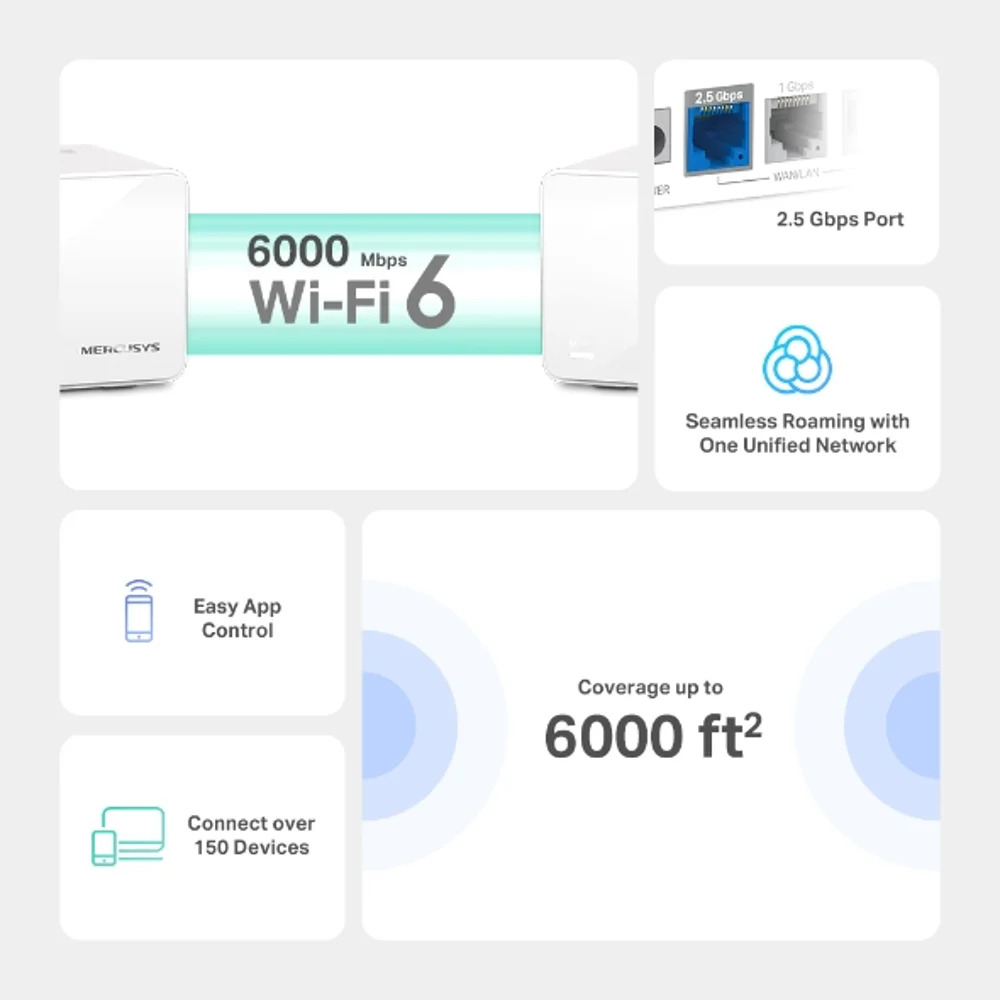 6000 Mbps
Wi-Fi 6
MERCUSYS
2.5 Gbps
1 Gbps
WAN/LAN
2.5 Gbps Port
Seamless Roaming with
One Unified Network
Easy App
Control
Coverage up to
6000 ft²
Connect over
150 Devices